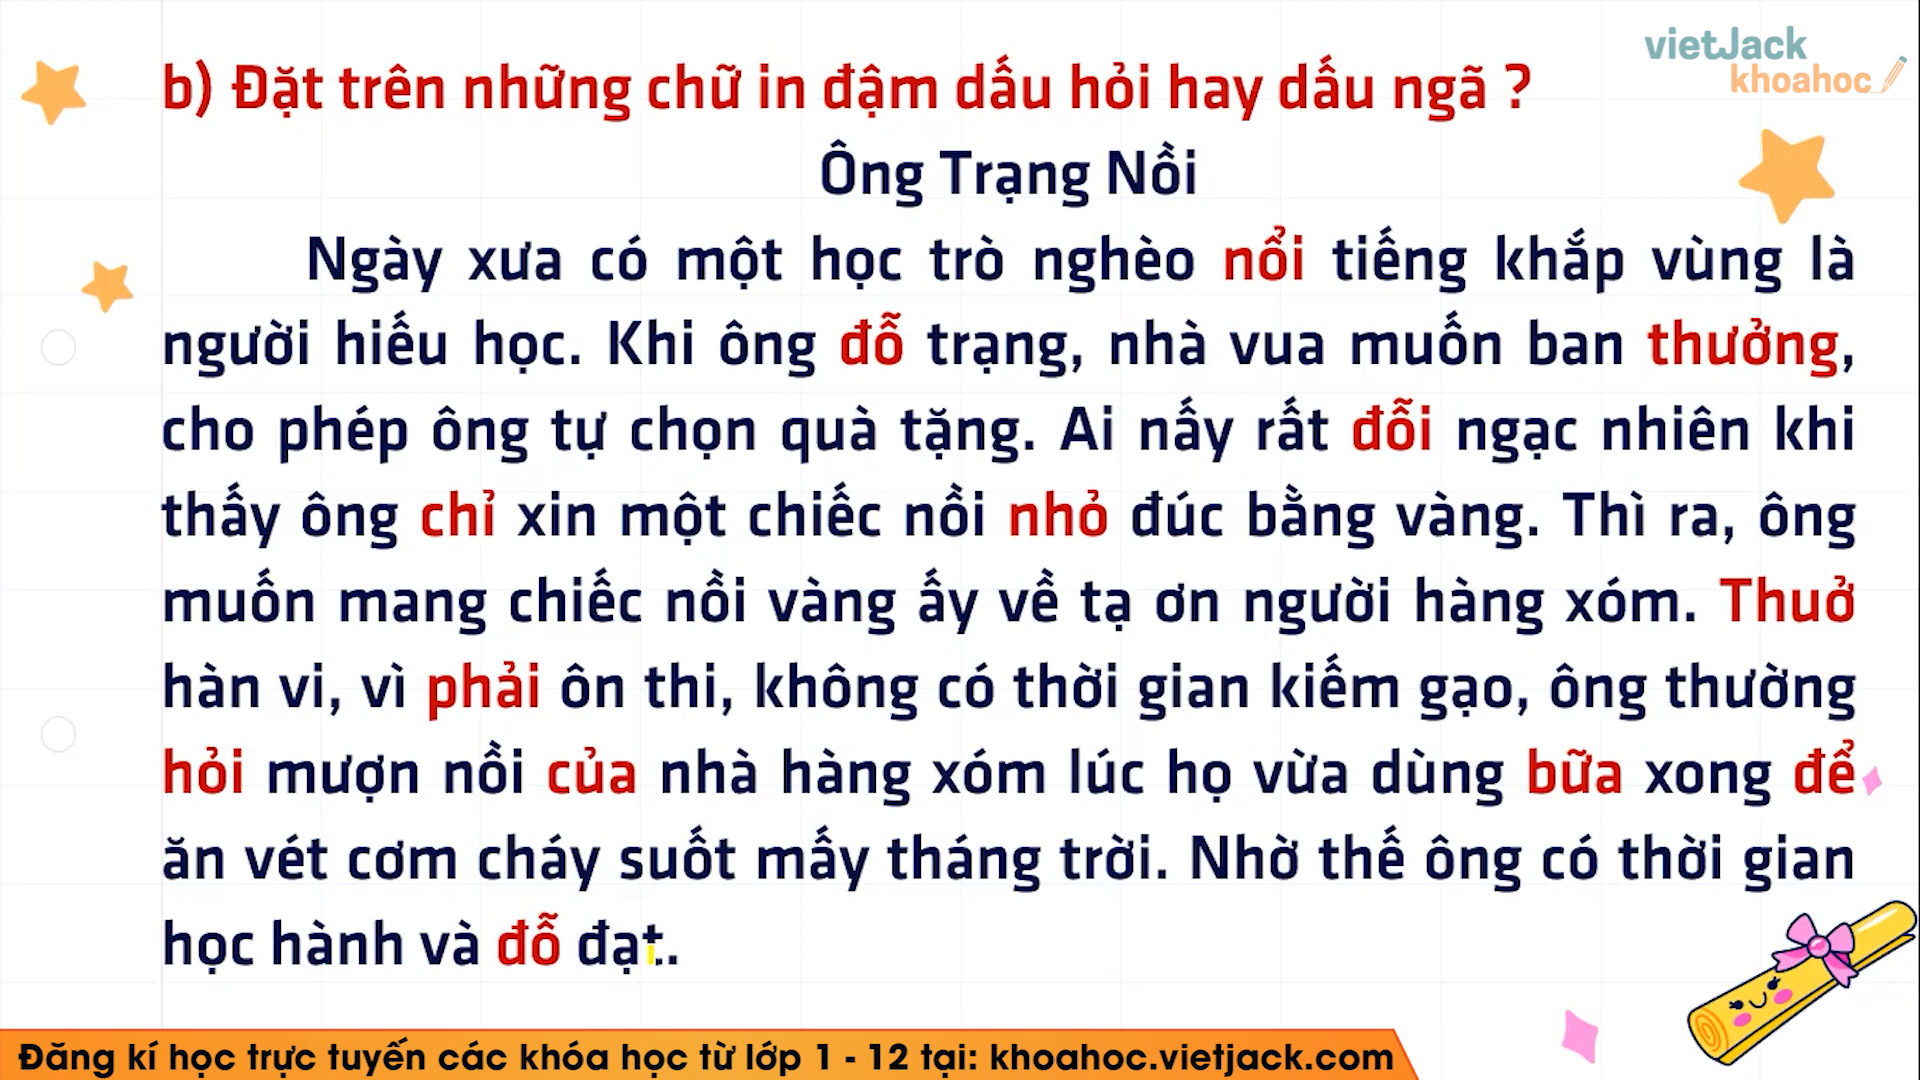 vietJack
khoahoc
b) Đặt trên những chữ in đậm dấu hỏi hay dấu ngã ?
Ông Trạng Nồi
Ngày xưa có một học trò nghèo nổi tiếng khắp vùng là
người hiếu học. Khi ông đỗ trạng, nhà vua muốn ban thưởng,
cho phép ông tự chọn quà tặng. Ai nấy rất đỗi ngạc nhiên khi
thấy ông chỉ xin một chiếc nồi nhỏ đúc bằng vàng. Thì ra, ông
muốn mang chiếc nồi vàng ấy về tạ ơn người hàng xóm. Thuở
hàn vi, vì phải ôn thi, không có thời gian kiếm gạo, ông thường
hỏi mượn nồi của nhà hàng xóm lúc họ vừa dùng bữa xong để
ăn vét cơm cháy suốt mấy tháng trời. Nhờ thế ông có thời gian
học hành và đỗ đạt.
Đăng kí học trực tuyến các khóa học từ lớp 1 - 12 tại: khoahoc.vietjack.com